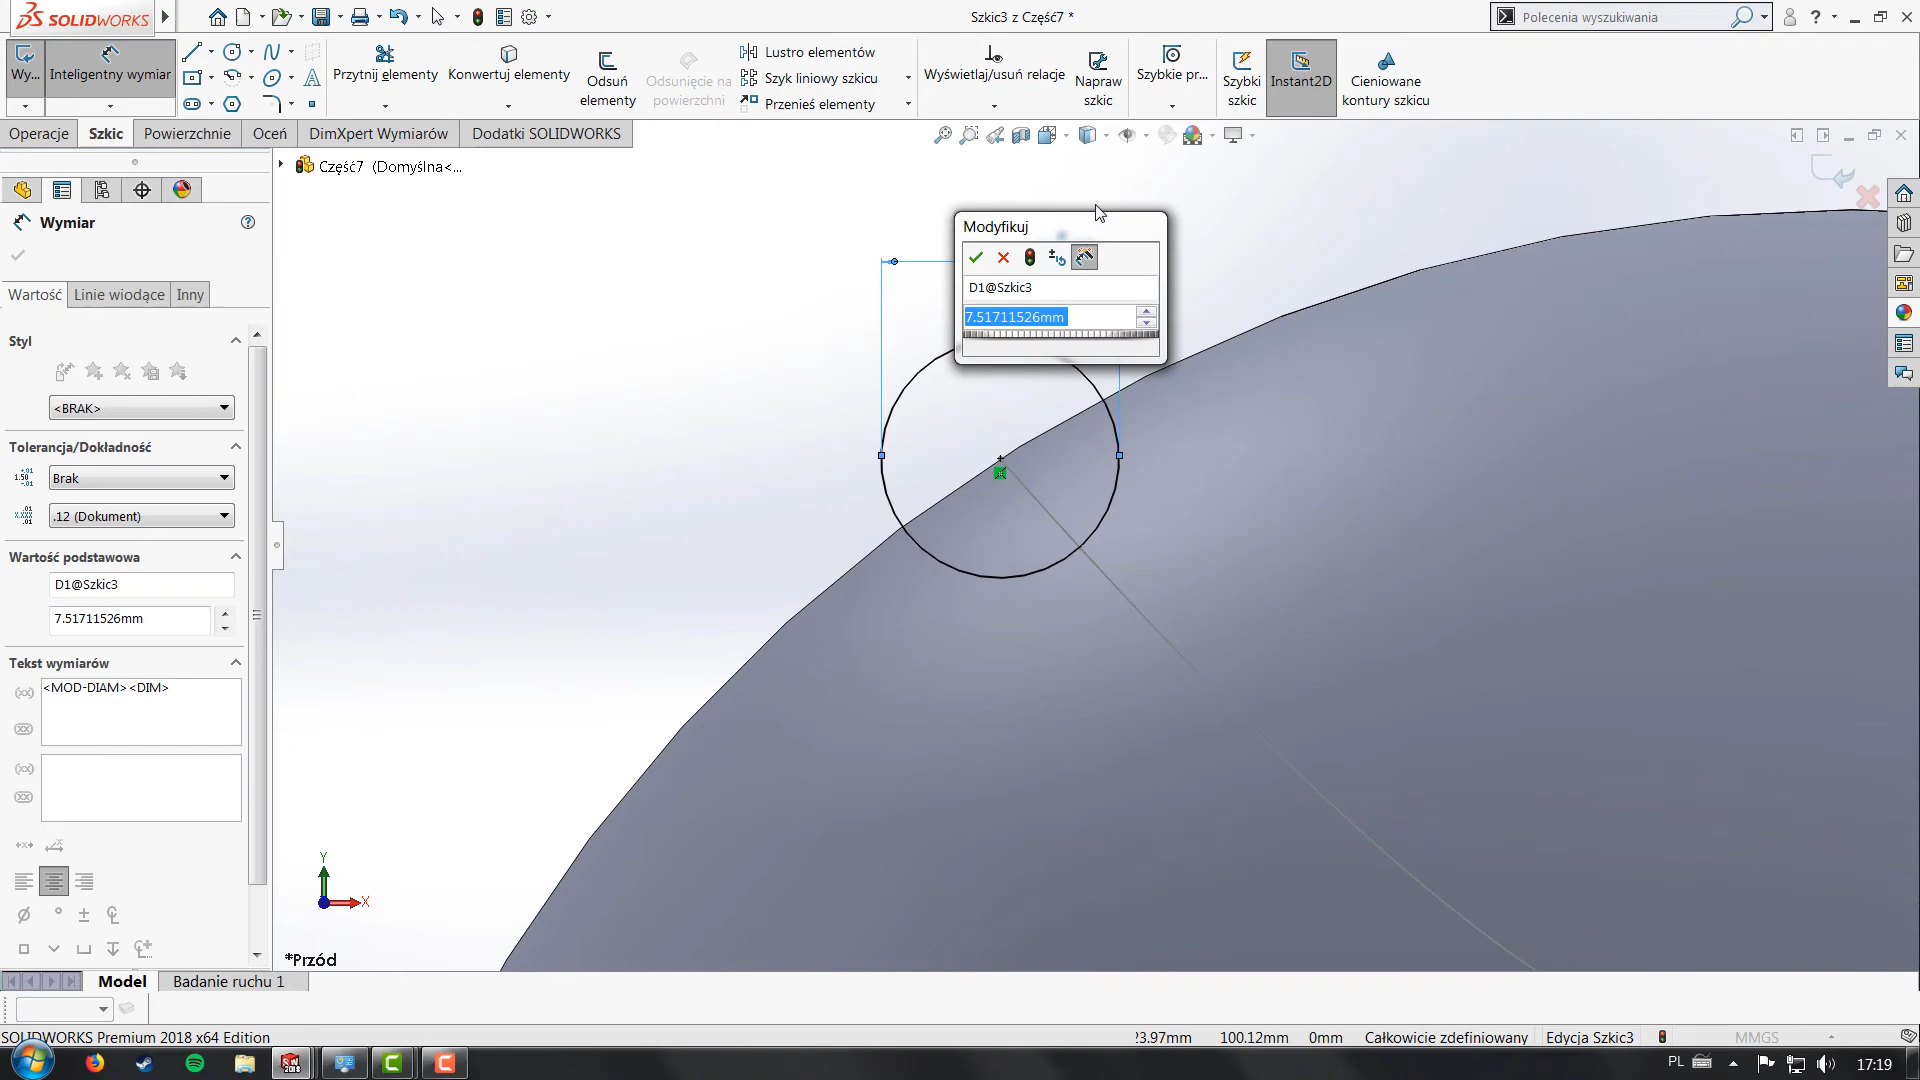 SOLIDWORKS
Szkic3 z Część7 *
Polecenia wyszukiwania
Wy...
Inteligentny wymiar
Przytnij elementy
Konwertuj elementy
Odsuń
elementy
Odsunięcie na
powierzchni
Lustro elementów
Szyk liniowy szkicu
Przenieś elementy
Wyświetlaj/usuń relacje
Napraw
szkic
Szybkie pr...
Szybki
szkic
Instant2D
Cieniowane
kontury szkicu
Operacje
Szkic
Powierzchnie
Oceń
DimXpert Wymiarów
Dodatki SOLIDWORKS
Część7 (Domyślna<...
Wymiar
Wartość
Linie wiodące
Inny
Styl
<BRAK>
Tolerancja/Dokładność
Brak
.12 (Dokument)
Wartość podstawowa
D1@Szkic3
7.51711526mm
Tekst wymiarów
<MOD-DIAM><DIM>
Modyfikuj
D1@Szkic3
7.51711526mm
Y
X
*Przód
Model
Badanie ruchu 1
SOLIDWORKS Premium 2018 x64 Edition
!3.97mm
100.12mm
0mm
Całkowicie zdefiniowany
Edycja Szkic3
MMGS
PL
17:19